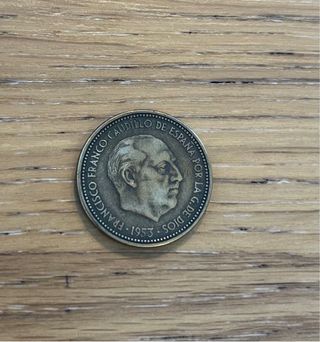 FRANCISCO FRANCO CAUDILLO DE ESPAÑA POR LA G. DE DIOS
· 1953 ·